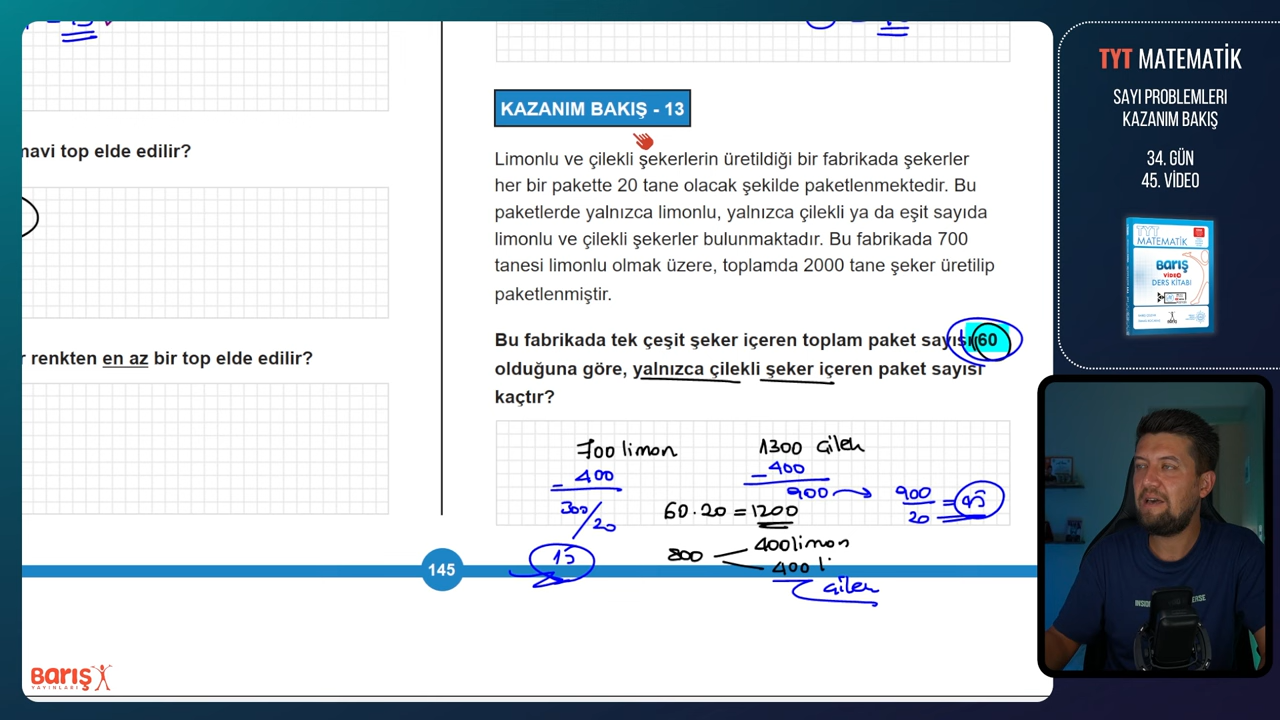 mavi top elde edilir?
r renkten en az bir top elde edilir?
KAZANIM BAKIŞ - 13
Limonlu ve çilekli şekerlerin üretildiği bir fabrikada şekerler
her bir pakette 20 tane olacak şekilde paketlenmektedir. Bu
paketlerde yalnızca limonlu, yalnızca çilekli ya da eşit sayıda
limonlu ve çilekli şekerler bulunmaktadır. Bu fabrikada 700
tanesi limonlu olmak üzere, toplamda 2000 tane şeker üretilip
paketlenmiştir.
Bu fabrikada tek çeşit şeker içeren toplam paket sayısı 60
olduğuna göre, yalnızca çilekli şeker içeren paket sayısı
kaçtır?
700 limon
- 400
300/20
15
1300 çilek
- 400
900
900/20 = 45
60.20 = 1200
800
400 limon
400
çilek
145
BARIŞ
YAYINLARI
TYT MATEMATİK
SAYI PROBLEMLERI
KAZANIM BAKIŞ
34. GÜN
45. VİDEO
TYT
MATEMATİK
BARIŞ
VİDEO
DERS KİTABI